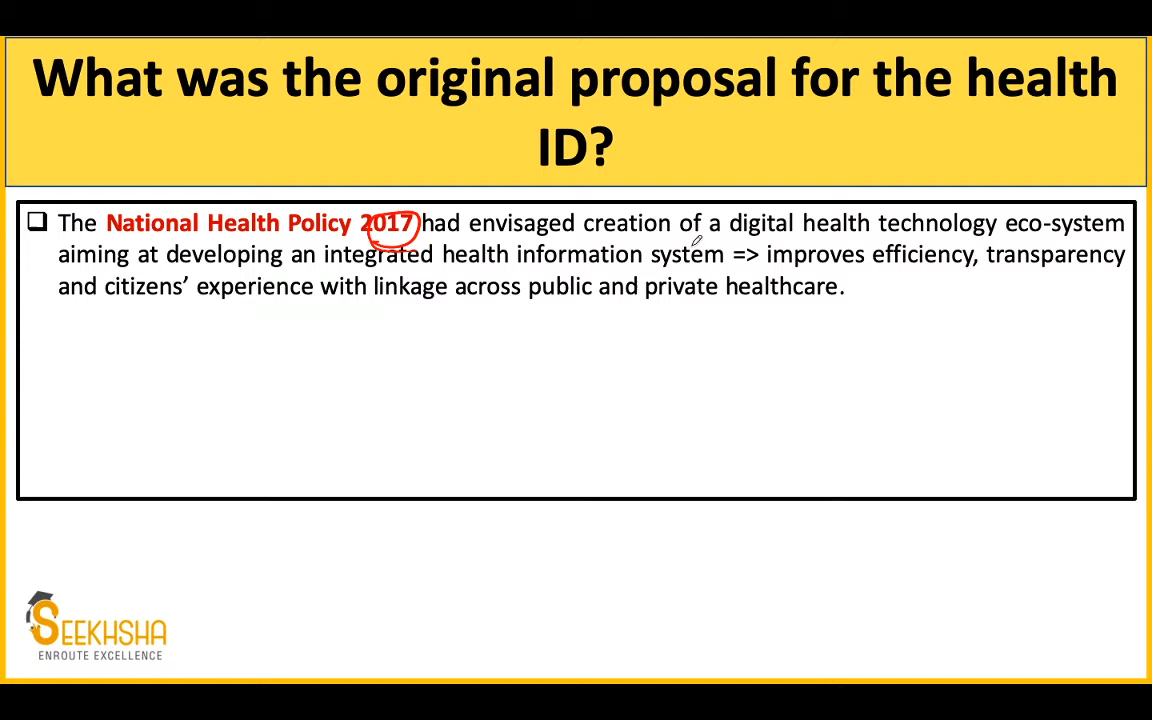 What was the original proposal for the health
ID?
❑ The National Health Policy 2017 had envisaged creation of a digital health technology eco-system
aiming at developing an integrated health information system => improves efficiency, transparency
and citizens’ experience with linkage across public and private healthcare.
SEEKHSHA
ENROUTE EXCELLENCE